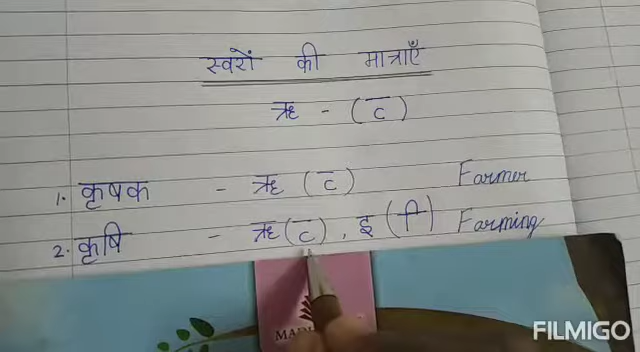 स्वरों की मात्राएँ
ऋ - ( ृ )
1. कृषक - ऋ ( ृ ) Farmer
2. कृषि - ऋ ( ृ ) , इ ( ि ) Farming
FILMIGO